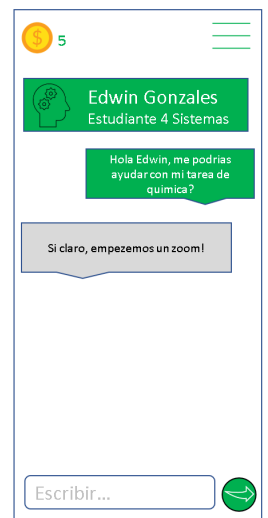 $ 5
Edwin Gonzales
Estudiante 4 Sistemas
Hola Edwin, me podrias
ayudar con mi tarea de
quimica?
Si claro, empezemos un zoom!
Escribir...